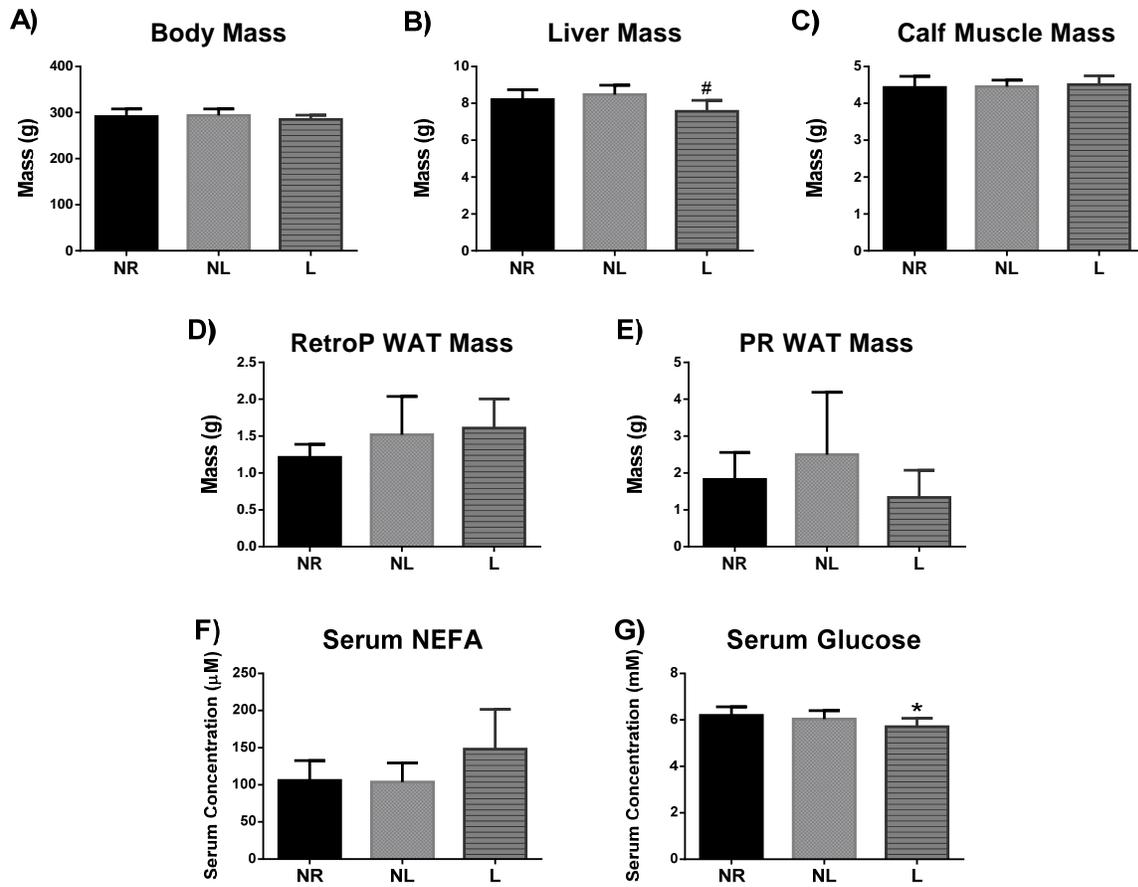 A)
Body Mass
Mass (g)
400
300
200
100
0
NR NL L
B)
Liver Mass
Mass (g)
10
8
6
4
2
0
#
NR NL L
C)
Calf Muscle Mass
Mass (g)
5
4
3
2
1
0
NR NL L
D)
RetroP WAT Mass
Mass (g)
2.5
2.0
1.5
1.0
0.5
0.0
NR NL L
E)
PR WAT Mass
Mass (g)
5
4
3
2
1
0
NR NL L
F)
Serum NEFA
Serum Concentration (μM)
250
200
150
100
50
0
NR NL L
G)
Serum Glucose
Serum Concentration (mM)
8
6
4
2
0
*
NR NL L